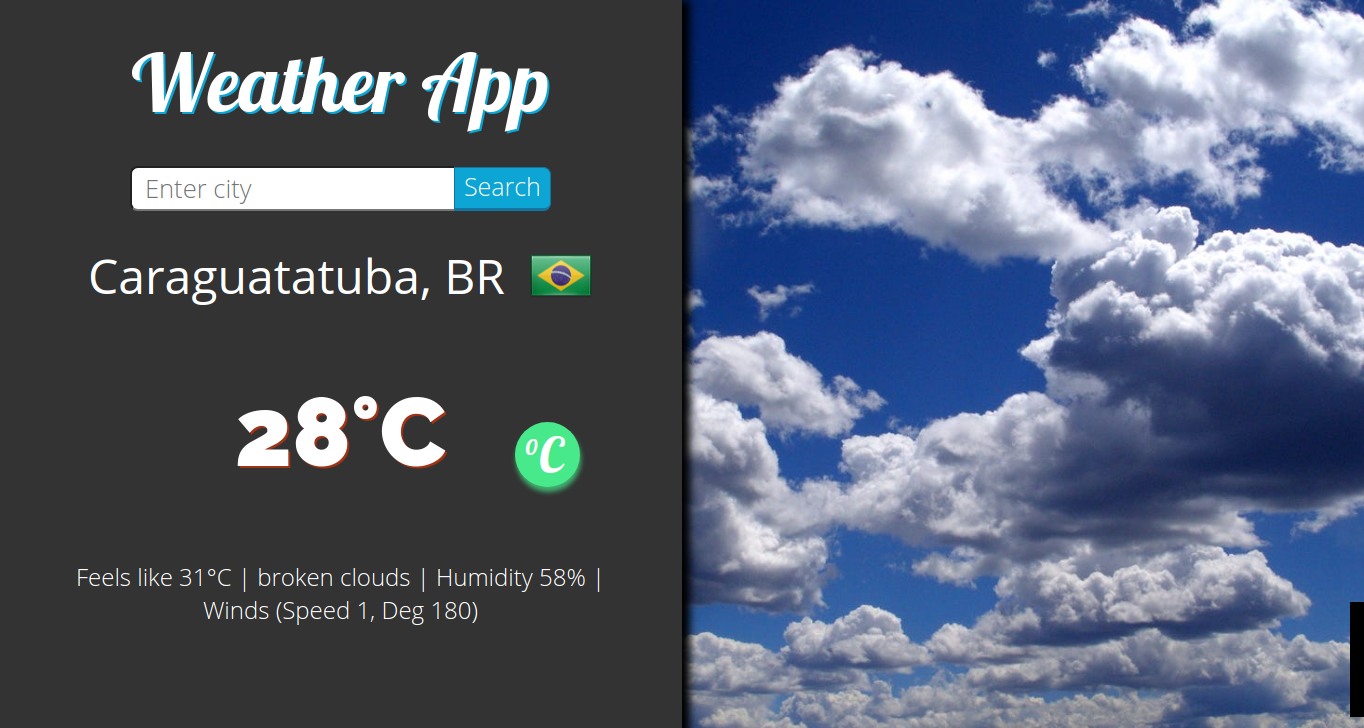 Weather App
Enter city
Search
Caraguatatuba, BR
28°C
ºC
Feels like 31°C | broken clouds | Humidity 58% |
Winds (Speed 1, Deg 180)